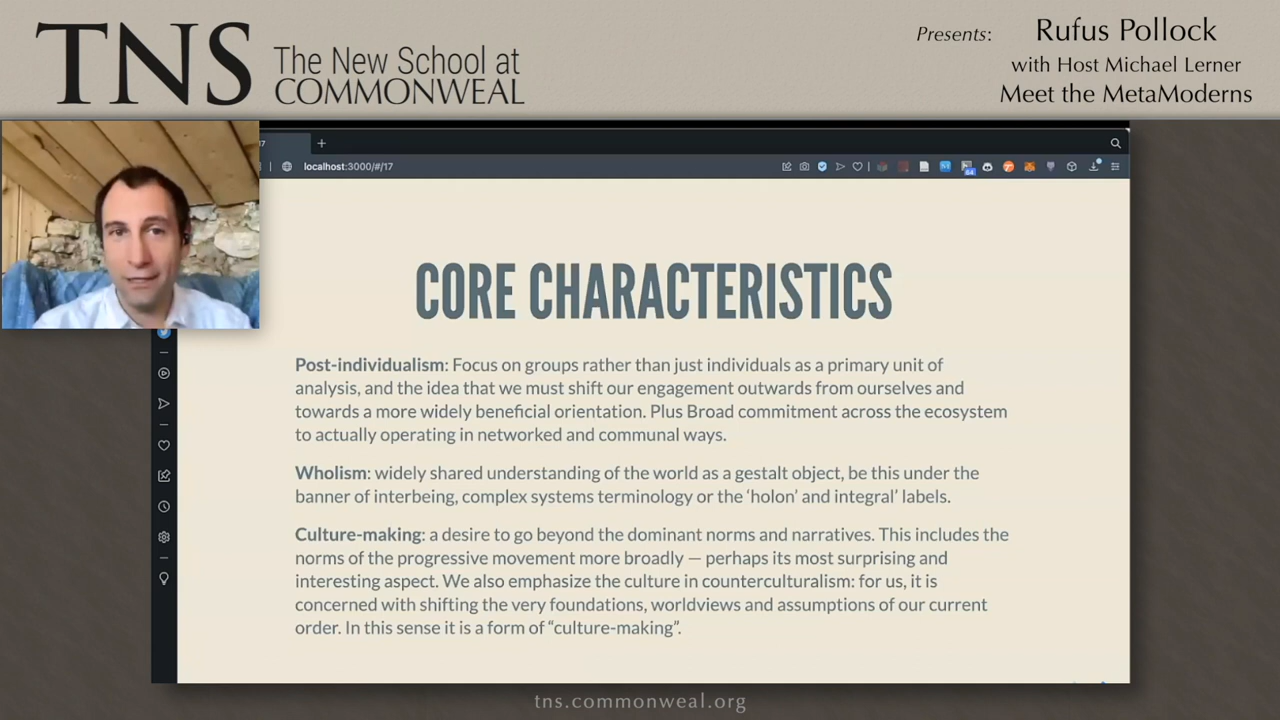 TNS
The New School at
COMMONWEAL
Presents: Rufus Pollock
with Host Michael Lerner
Meet the MetaModerns
17
localhost:3000/#/17
64
CORE CHARACTERISTICS
Post-individualism: Focus on groups rather than just individuals as a primary unit of
analysis, and the idea that we must shift our engagement outwards from ourselves and
towards a more widely beneficial orientation. Plus Broad commitment across the ecosystem
to actually operating in networked and communal ways.
Wholism: widely shared understanding of the world as a gestalt object, be this under the
banner of interbeing, complex systems terminology or the ‘holon’ and integral’ labels.
Culture-making: a desire to go beyond the dominant norms and narratives. This includes the
norms of the progressive movement more broadly — perhaps its most surprising and
interesting aspect. We also emphasize the culture in counterculturalism: for us, it is
concerned with shifting the very foundations, worldviews and assumptions of our current
order. In this sense it is a form of “culture-making”.
tns.commonweal.org